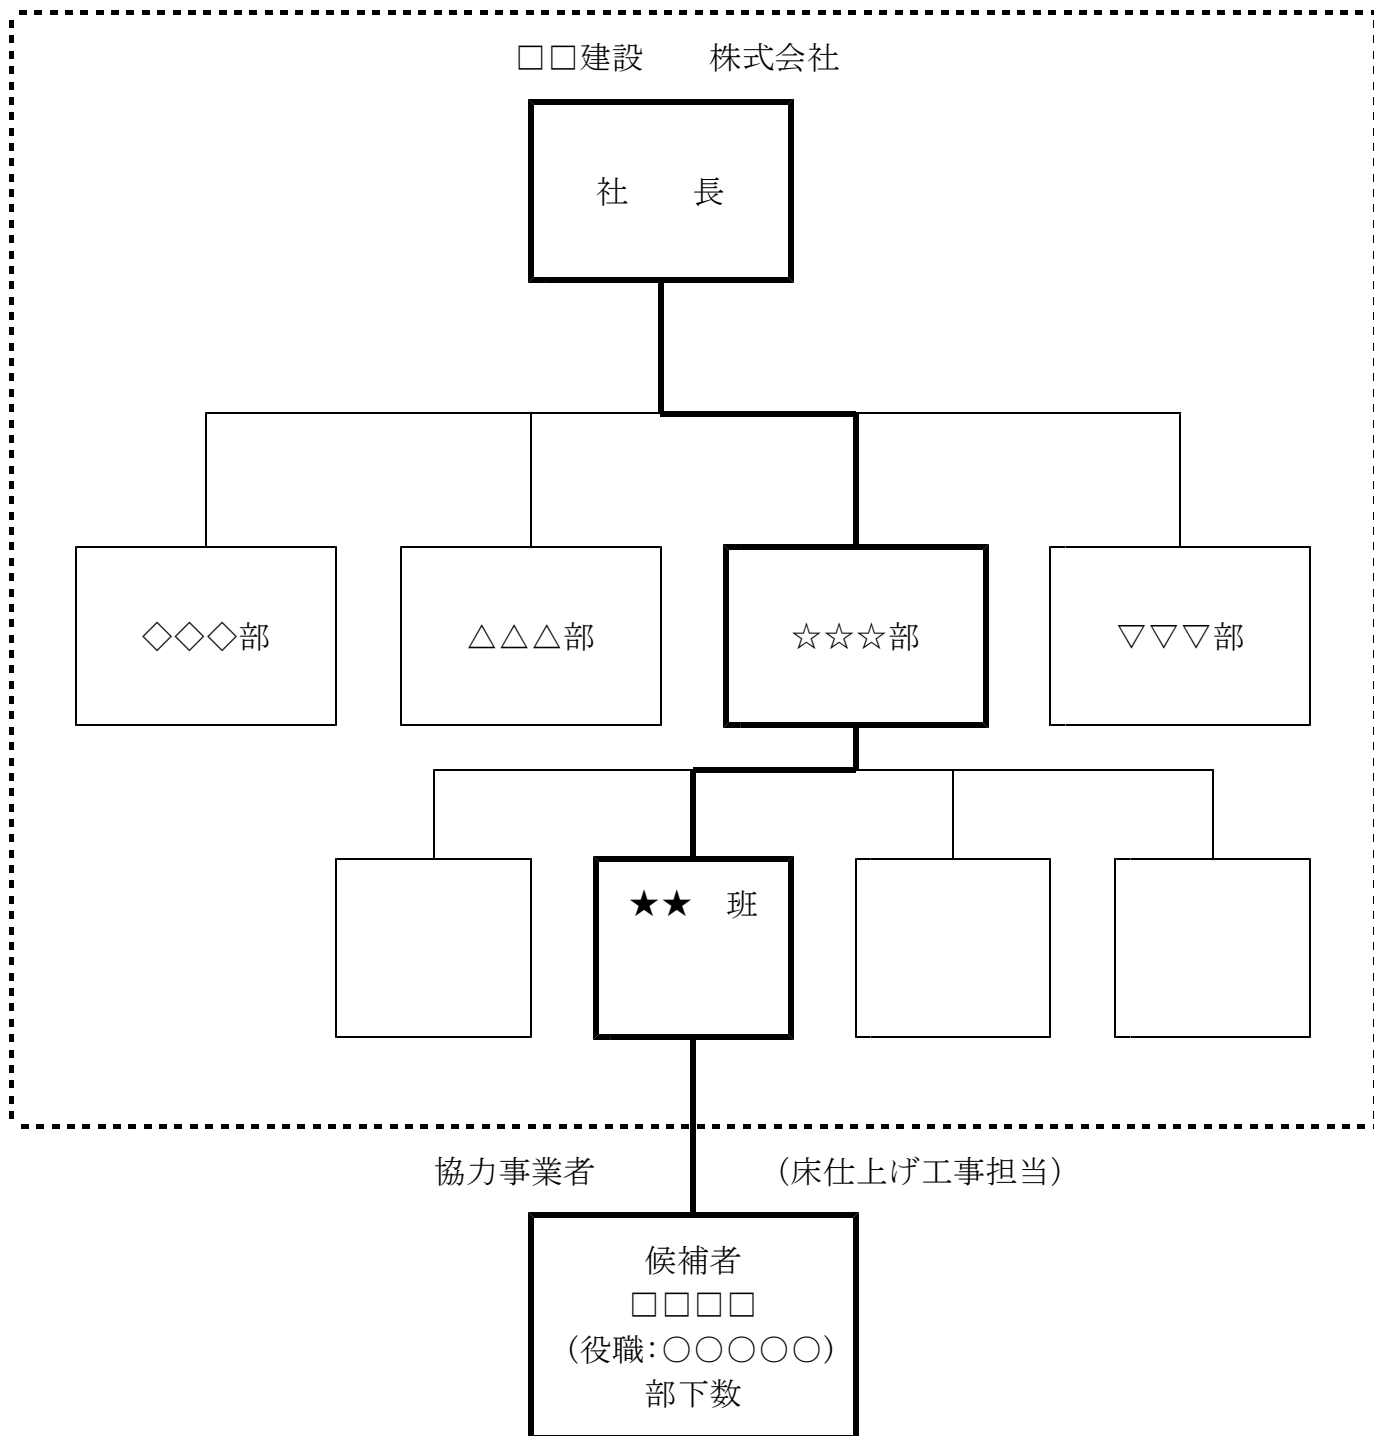 □□建設　　株式会社
社　　長
◇◇◇部
△△△部
☆☆☆部
▽▽▽部
★★　班
協力事業者
（床仕上げ工事担当）
候補者
□□□□
（役職：○○○○○）
部下数